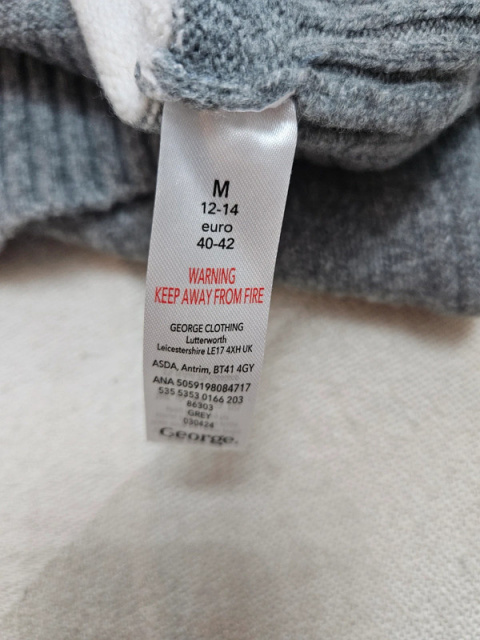 M
12-14
euro
40-42
WARNING
KEEP AWAY FROM FIRE
GEORGE CLOTHING
Lutterworth
Leicestershire LE17 4XH UK
ASDA, Antrim, BT41 4GY
ANA 5059198084717
535 5353 0166 203
86303
GREY
030424
George.